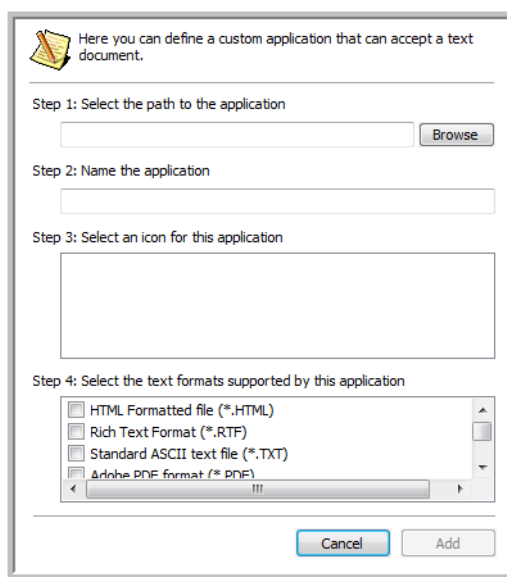 Here you can define a custom application that can accept a text
document.
Step 1: Select the path to the application
Browse
Step 2: Name the application
Step 3: Select an icon for this application
Step 4: Select the text formats supported by this application
HTML Formatted file (*.HTML)
Rich Text Format (*.RTF)
Standard ASCII text file (*.TXT)
Adobe PDF format (*.PDF)
Cancel Add